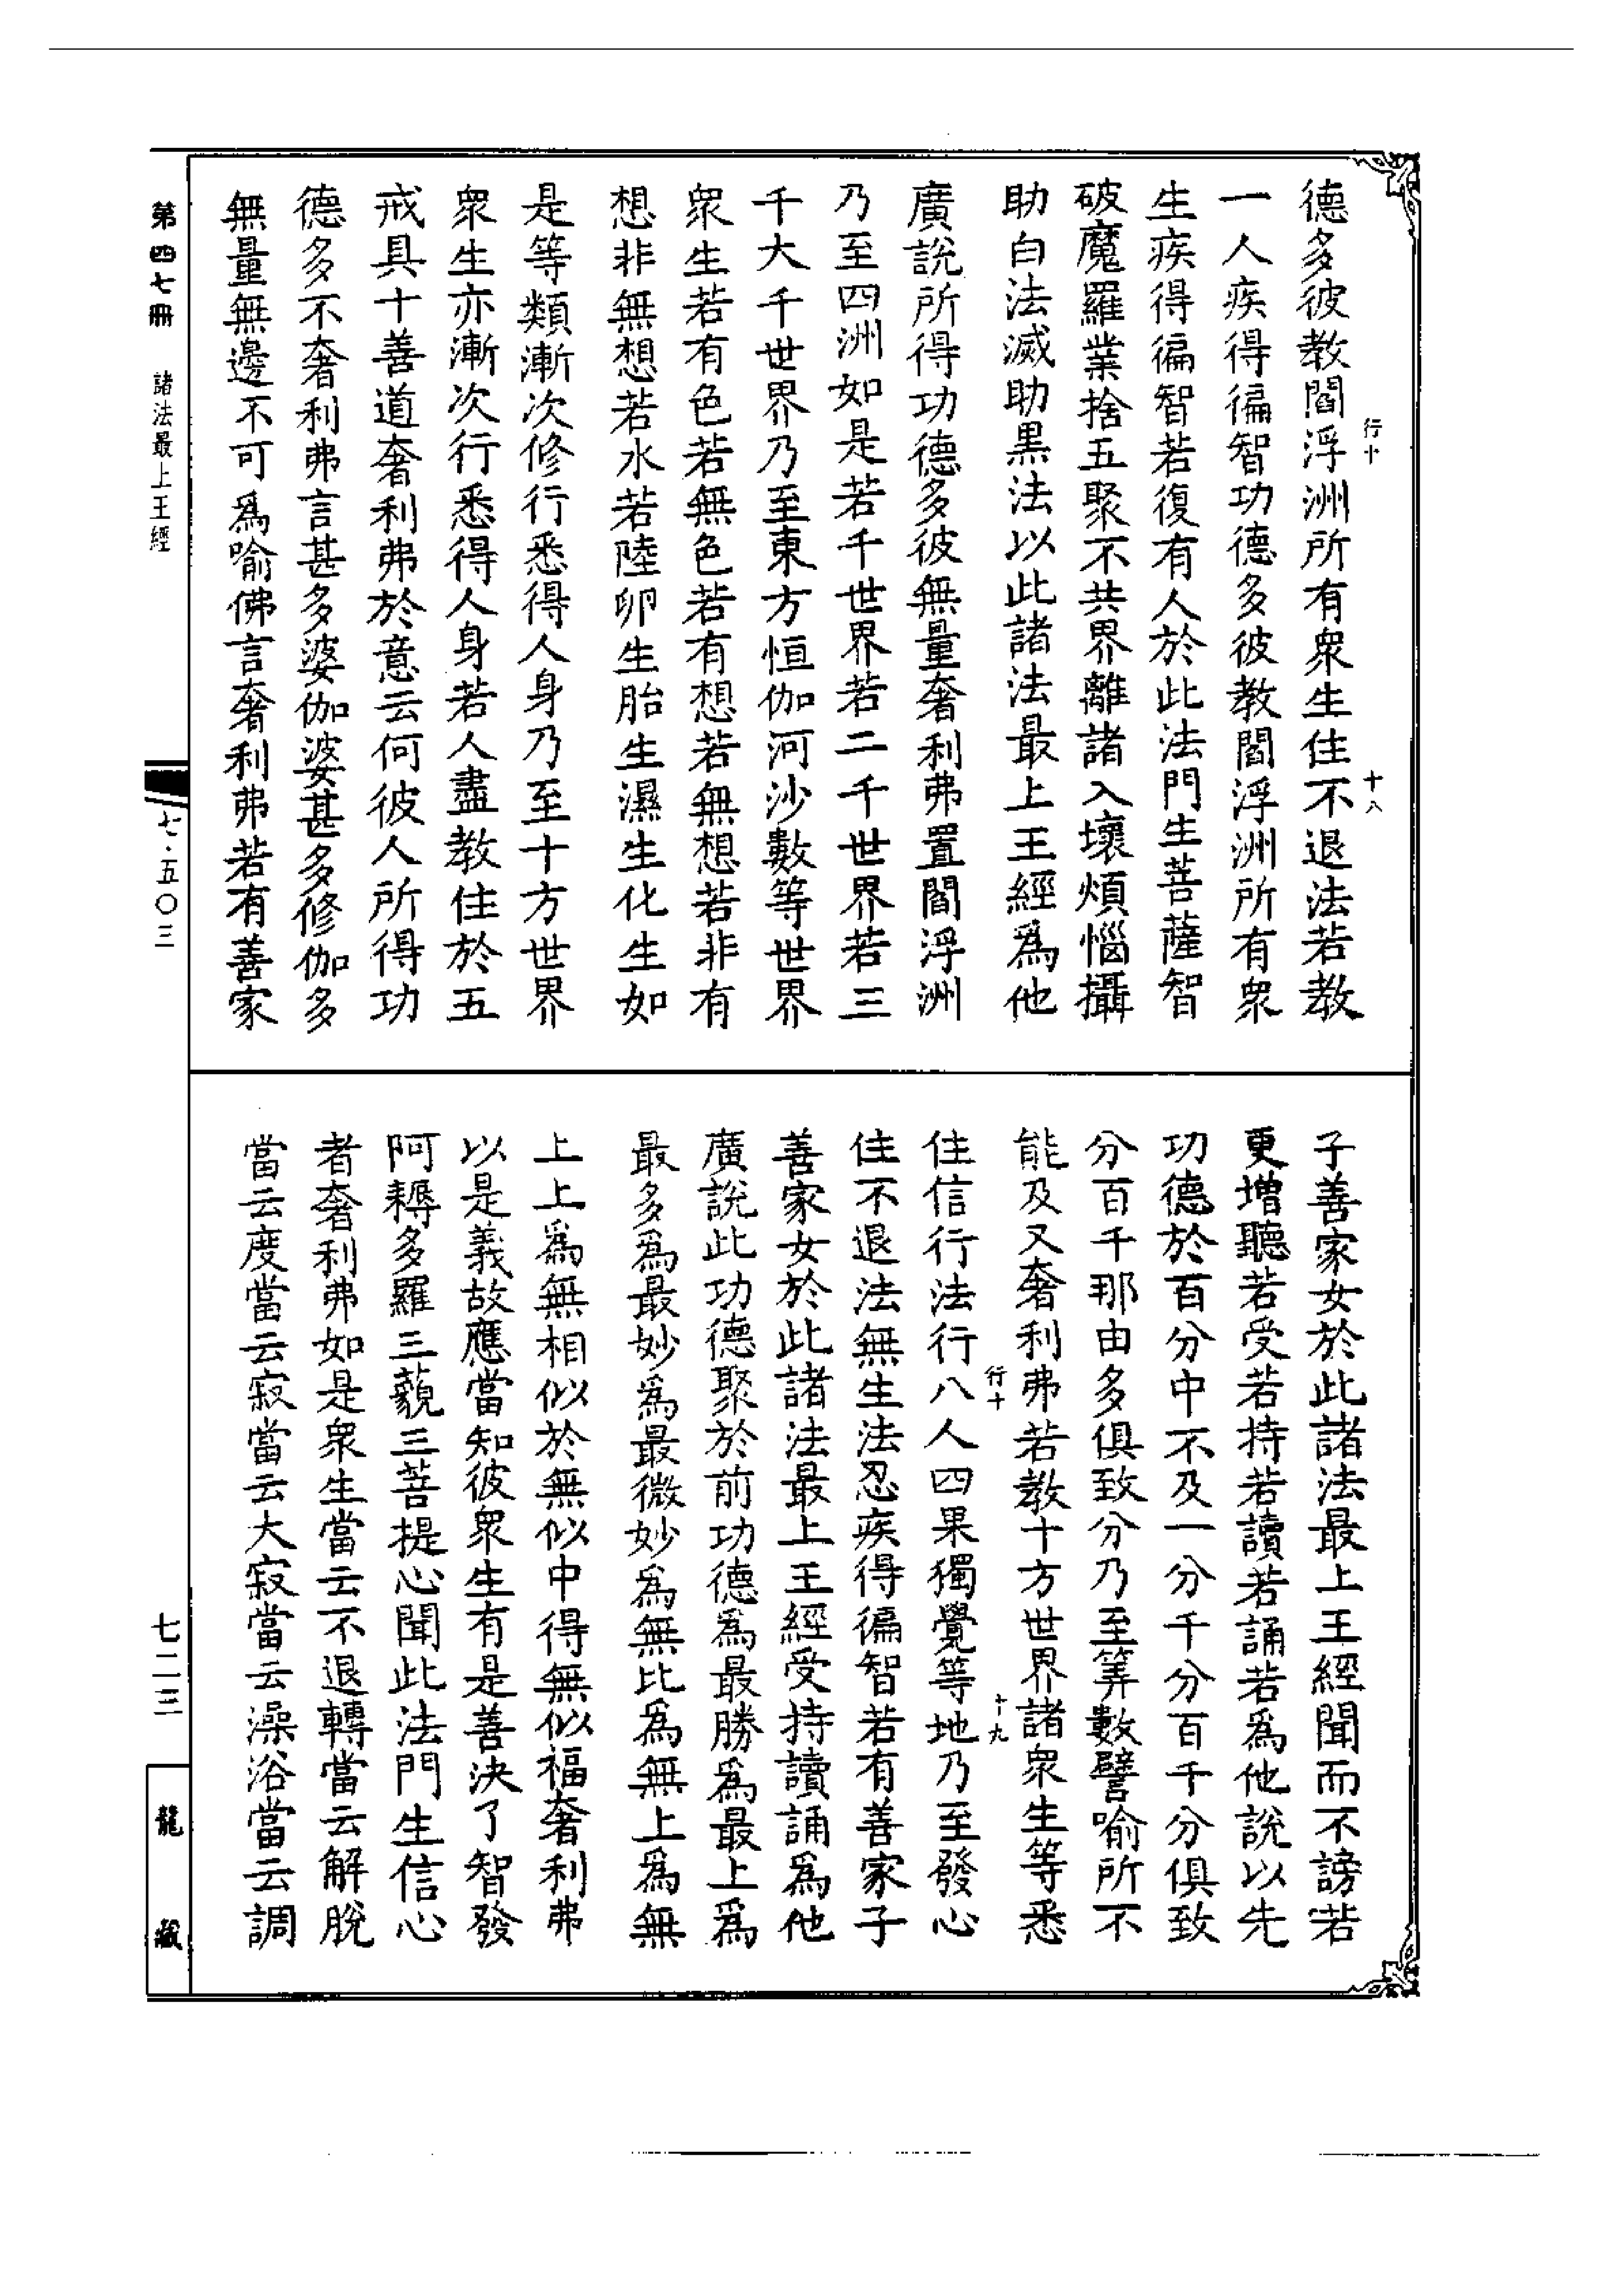 德多彼教閻浮洲所有衆生住不退法若教
行十
十八
一人疾得徧智功德多彼教閻浮洲所有衆
生疾得徧智若復有人於此法門生菩薩智
破魔羅業捨五聚不共界離諸入壞煩惱攝
助白法滅助黑法以此諸法最上王經爲他
廣說所得功德多彼無量奢利弗置閻浮洲
乃至四洲如是若千世界若二千世界若三
千大千世界乃至東方恒伽河沙數等世界
衆生若有色若無色若有想若無想若非有
想非無想若水若陸卵生胎生濕生化生如
是等類漸次修行悉得人身乃至十方世界
衆生亦漸次行悉得人身若人盡教住於五
戒具十善道奢利弗於意云何彼人所得功
德多不奢利弗言甚多婆伽婆甚多修伽多
無量無邊不可爲喻佛言奢利弗若有善家
子善家女於此諸法最上王經聞而不謗若
更增聽若受若持若讀若誦若爲他說以先
功德於百分中不及一分千分百千分俱致
分百千那由多俱致分乃至筭數譬喻所不
能及又奢利弗若教十方世界諸衆生等悉
行十
十九
住信行法行八人四果獨覺等地乃至發心
住不退法無生法忍疾得徧智若有善家子
善家女於此諸法最上王經受持讀誦爲他
廣說此功德聚於前功德爲最勝爲最上爲
最多爲最妙爲最微妙爲無比爲無上爲無
上上爲無相似於無似中得無似福奢利弗
以是義故應當知彼衆生有是善決了智發
阿耨多羅三藐三菩提心聞此法門生信心
者奢利弗如是衆生當云不退轉當云解脫
當云度當云寂當云大寂當云澡浴當云調
第四七冊 諸法最上王經
七·五〇三
七二三
龍藏